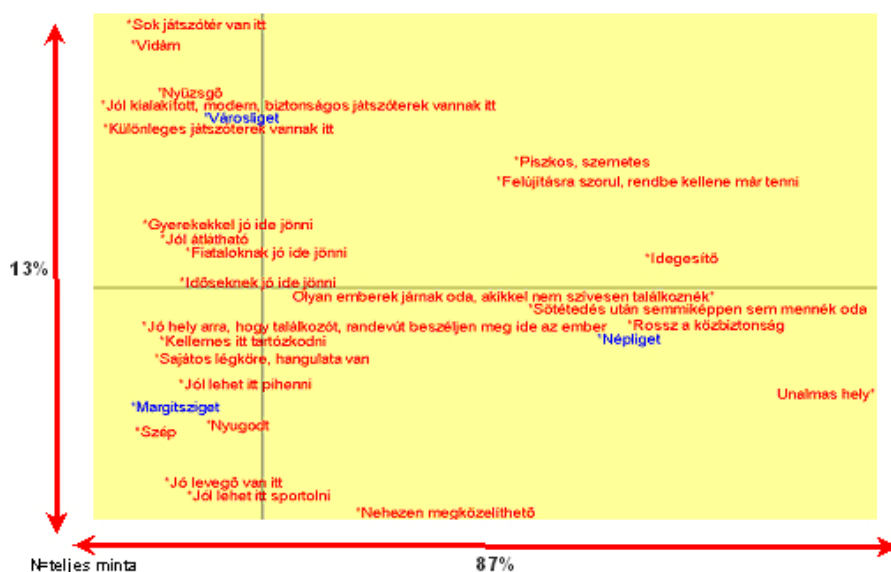 *Sok játszótér van itt
*Vidám
*Nyüzsgő
*Jól kialakított, modern, biztonságos játszóterek vannak itt
*Városliget
*Különleges játszóterek vannak itt
*Piszkos, szemetes
*Felújításra szorul, rendbe kellene már tenni
*Gyerekekkel jó ide jönni
*Jól átlátható
*Fiataloknak jó ide jönni
*Idegesítő
13%
*Időseknek jó ide jönni
Olyan emberek járnak oda, akikkel nem szívesen találkoznék*
*Sötétedés után semmiképpen sem mennék oda
*Jó hely arra, hogy találkozót, randevút beszéljen meg ide az ember
*Rossz a közbiztonság
*Kellemes itt tartózkodni
*Népliget
*Sajátos légköre, hangulata van
*Jól lehet itt pihenni
Unalmas hely*
*Margitsziget
*Nyugodt
*Szép
*Jó levegő van itt
*Jól lehet itt sportolni
*Nehezen megközelíthető
N=teljes minta
87%